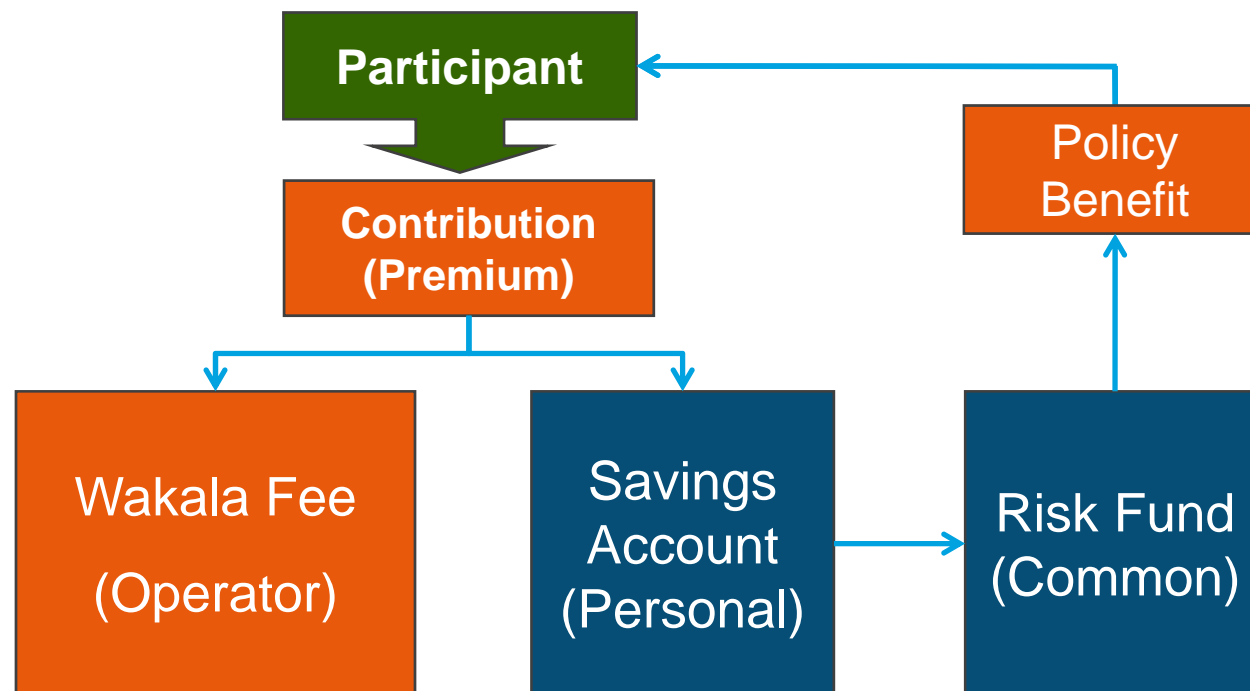 Participant
Policy
Benefit
Contribution
(Premium)
Wakala Fee
(Operator)
Savings
Account
(Personal)
Risk Fund
(Common)